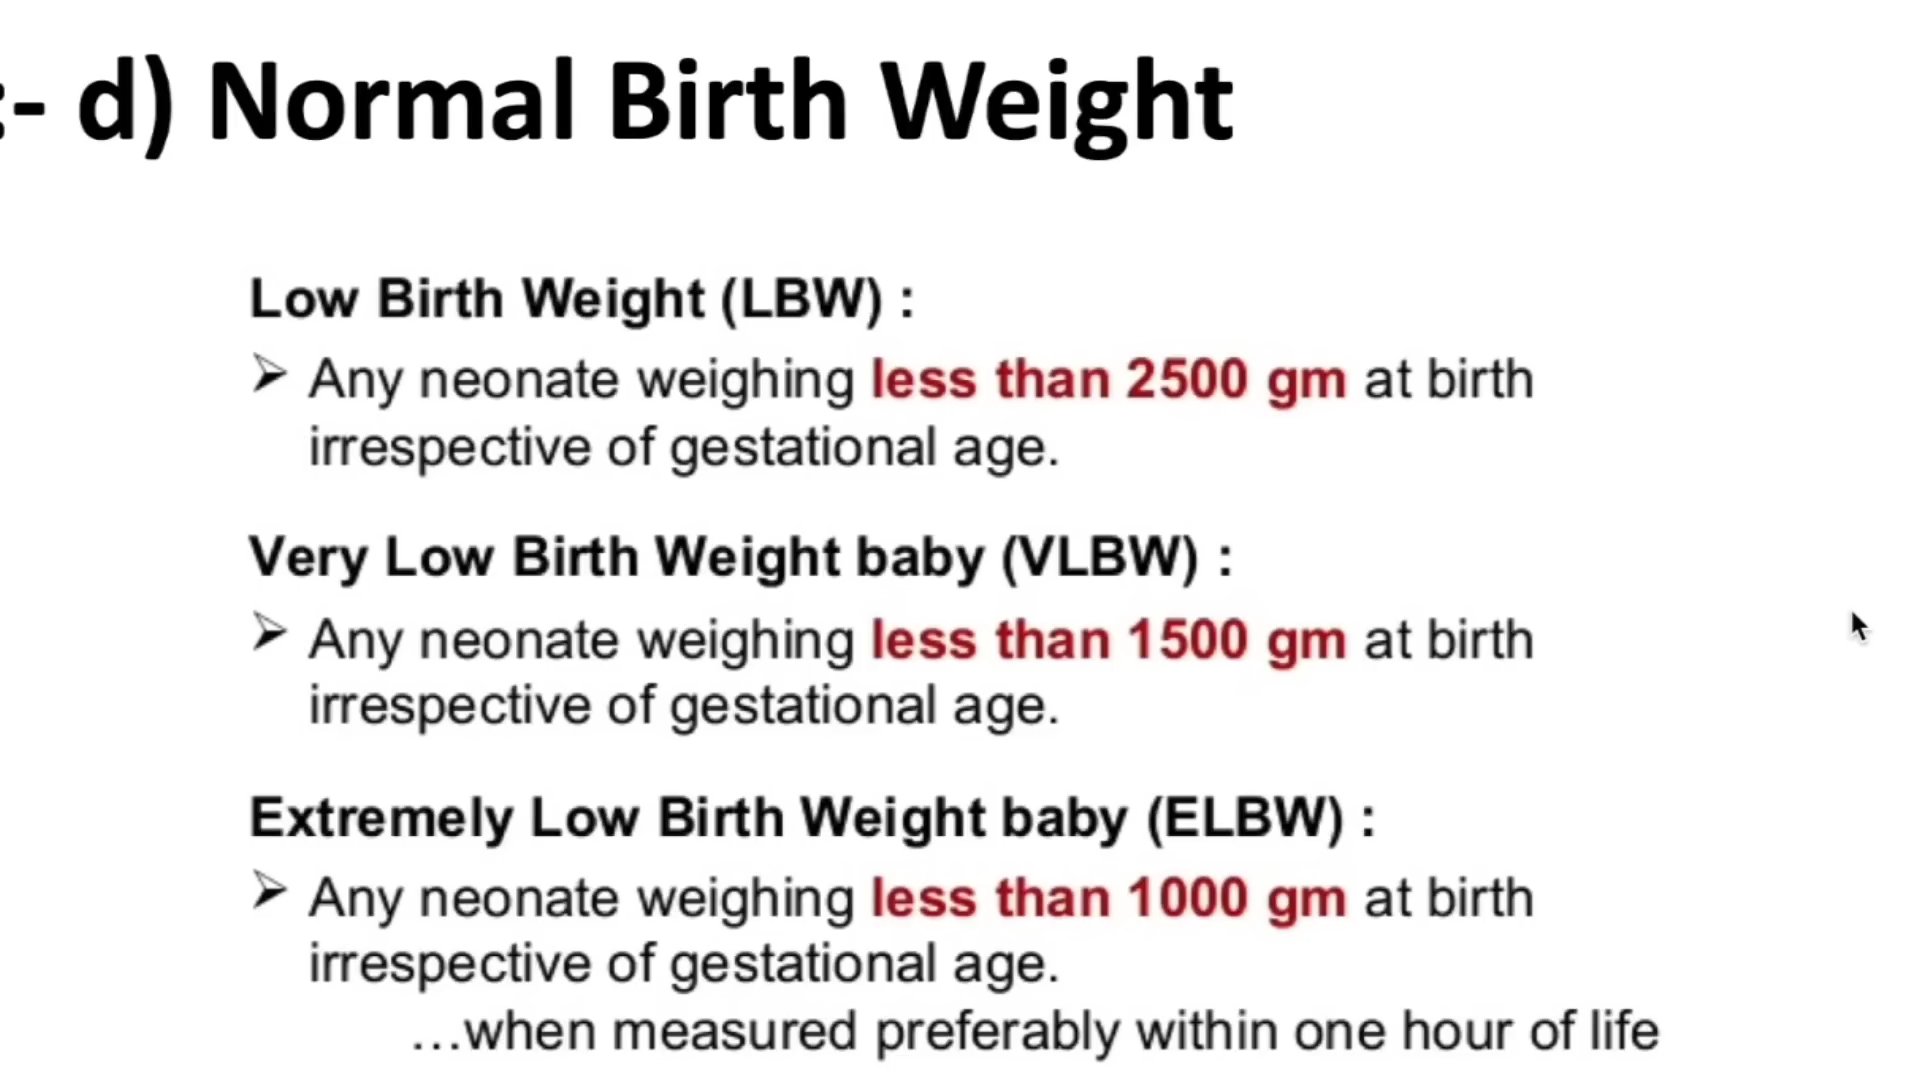 :- d) Normal Birth Weight
Low Birth Weight (LBW) :
➢ Any neonate weighing less than 2500 gm at birth
irrespective of gestational age.
Very Low Birth Weight baby (VLBW) :
➢ Any neonate weighing less than 1500 gm at birth
irrespective of gestational age.
Extremely Low Birth Weight baby (ELBW) :
➢ Any neonate weighing less than 1000 gm at birth
irrespective of gestational age.
...when measured preferably within one hour of life